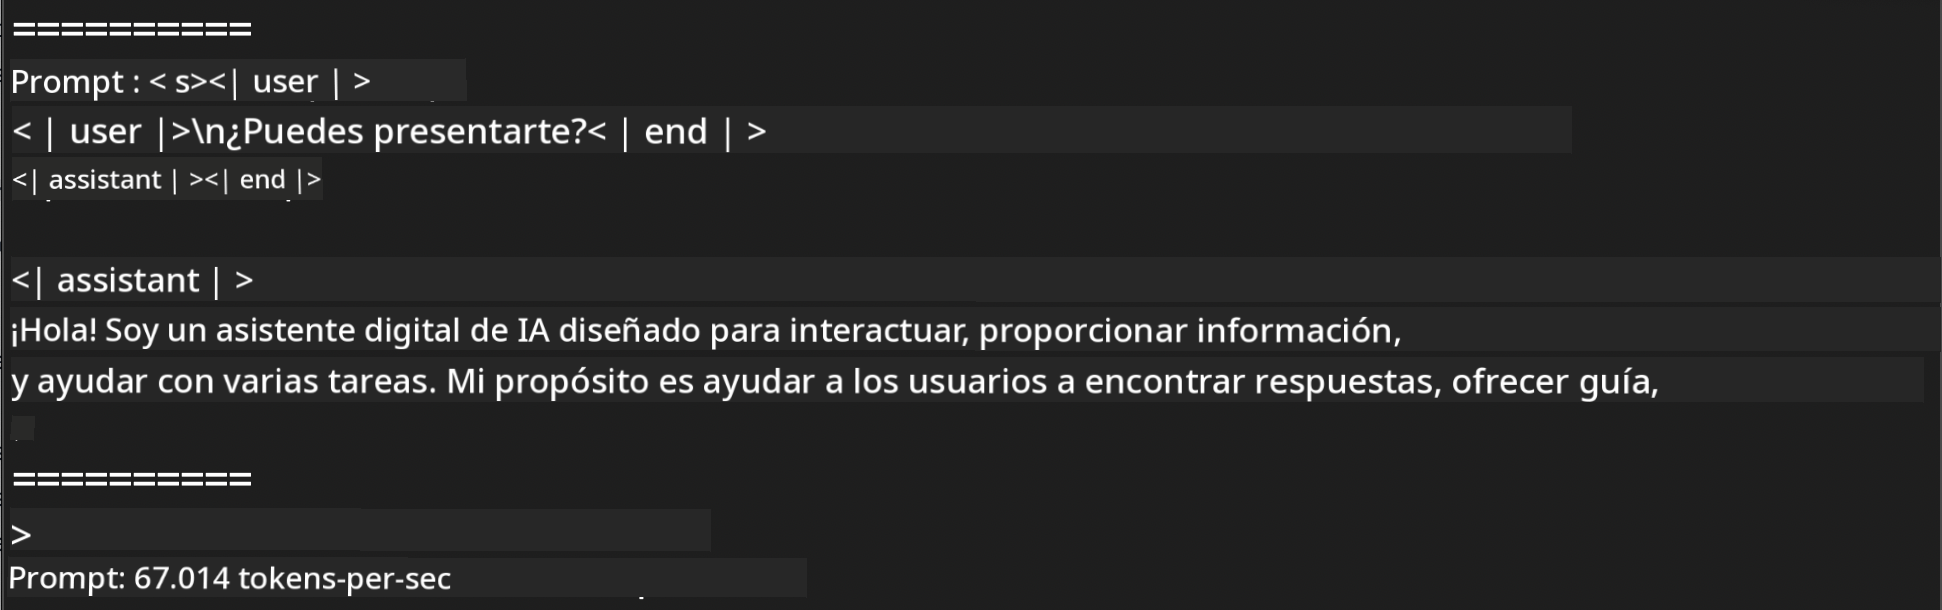 ==========
Prompt : < s><| user | >
< | user |>\n¿Puedes presentarte?< | end | >
<| assistant | ><| end |>
<| assistant | >
¡Hola! Soy un asistente digital de IA diseñado para interactuar, proporcionar información,
y ayudar con varias tareas. Mi propósito es ayudar a los usuarios a encontrar respuestas, ofrecer guía,
==========
>
Prompt: 67.014 tokens-per-sec